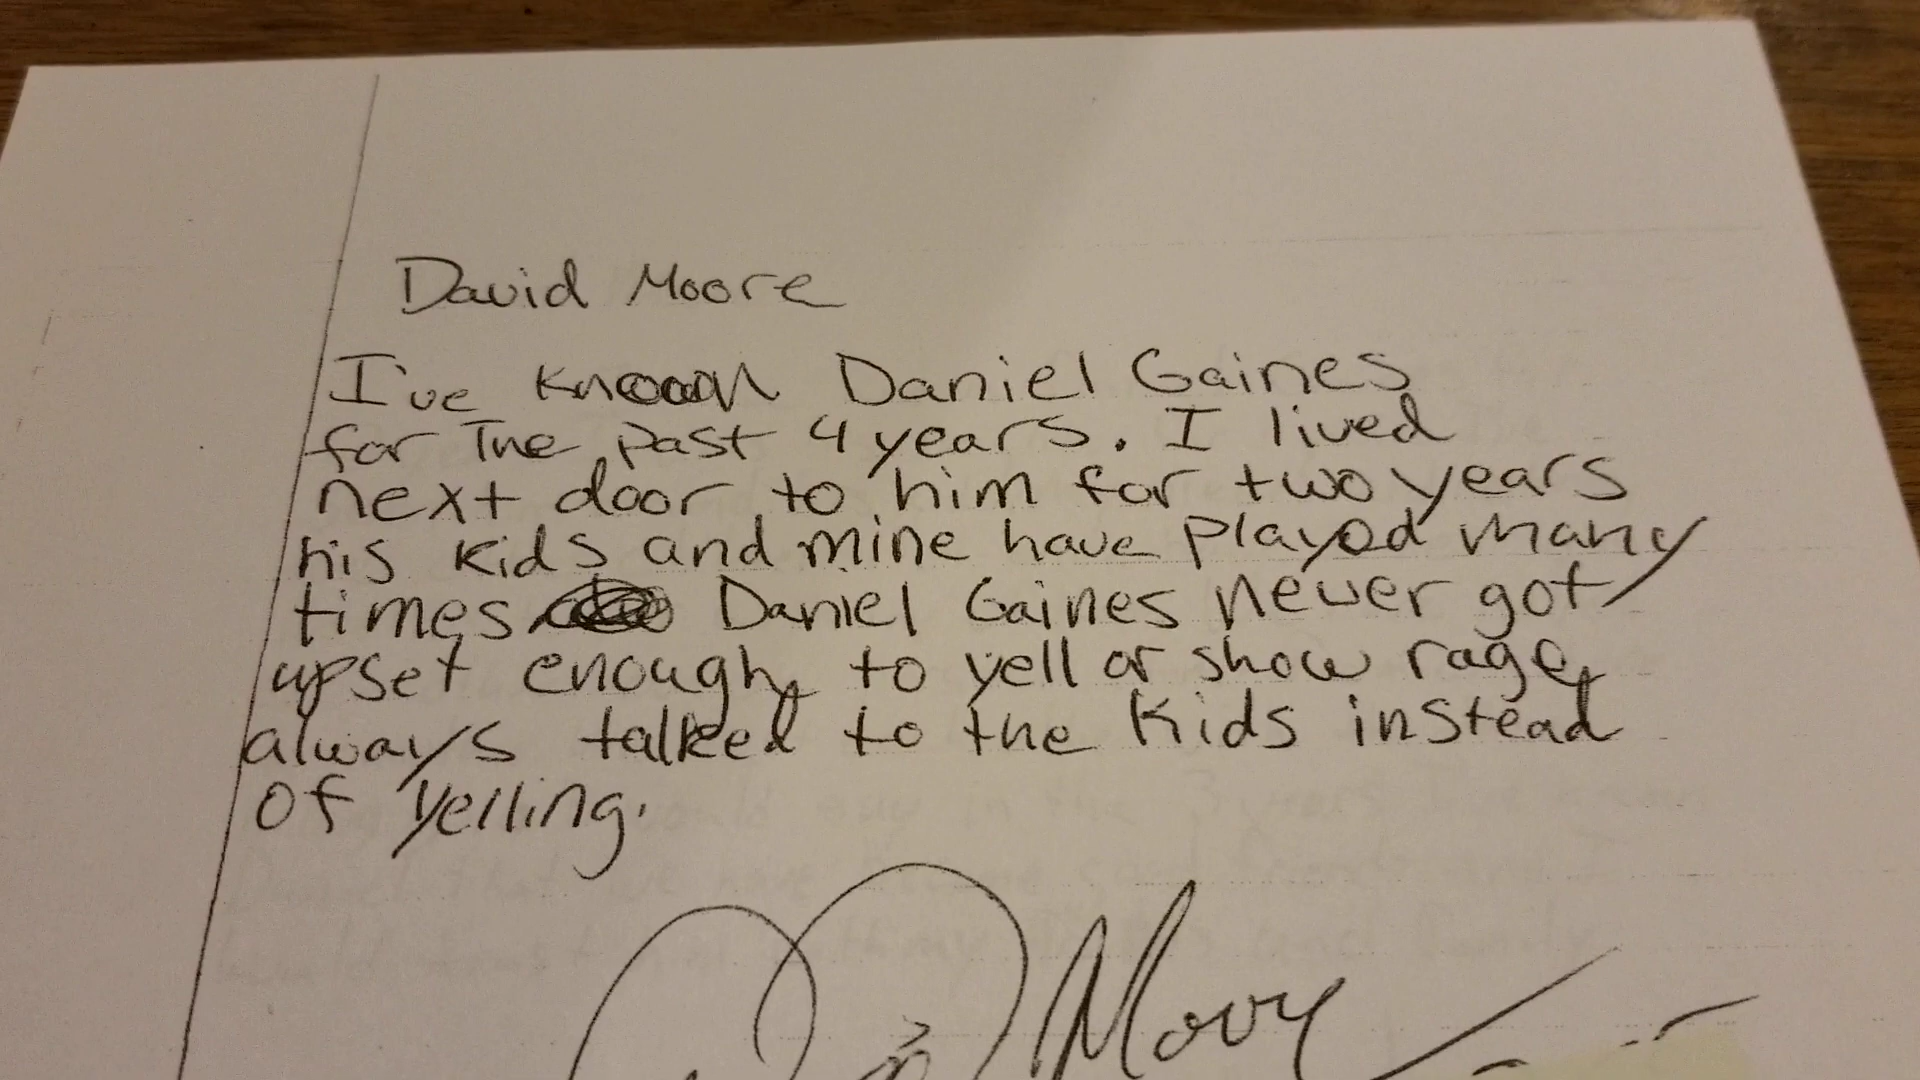 David Moore
I've known Daniel Gaines
for The past 4 years. I lived
next door to him for two years
his kids and mine have played many
times Daniel Gaines never got
upset enough to yell or show rage
always talked to the kids instead
of yelling.
Moore